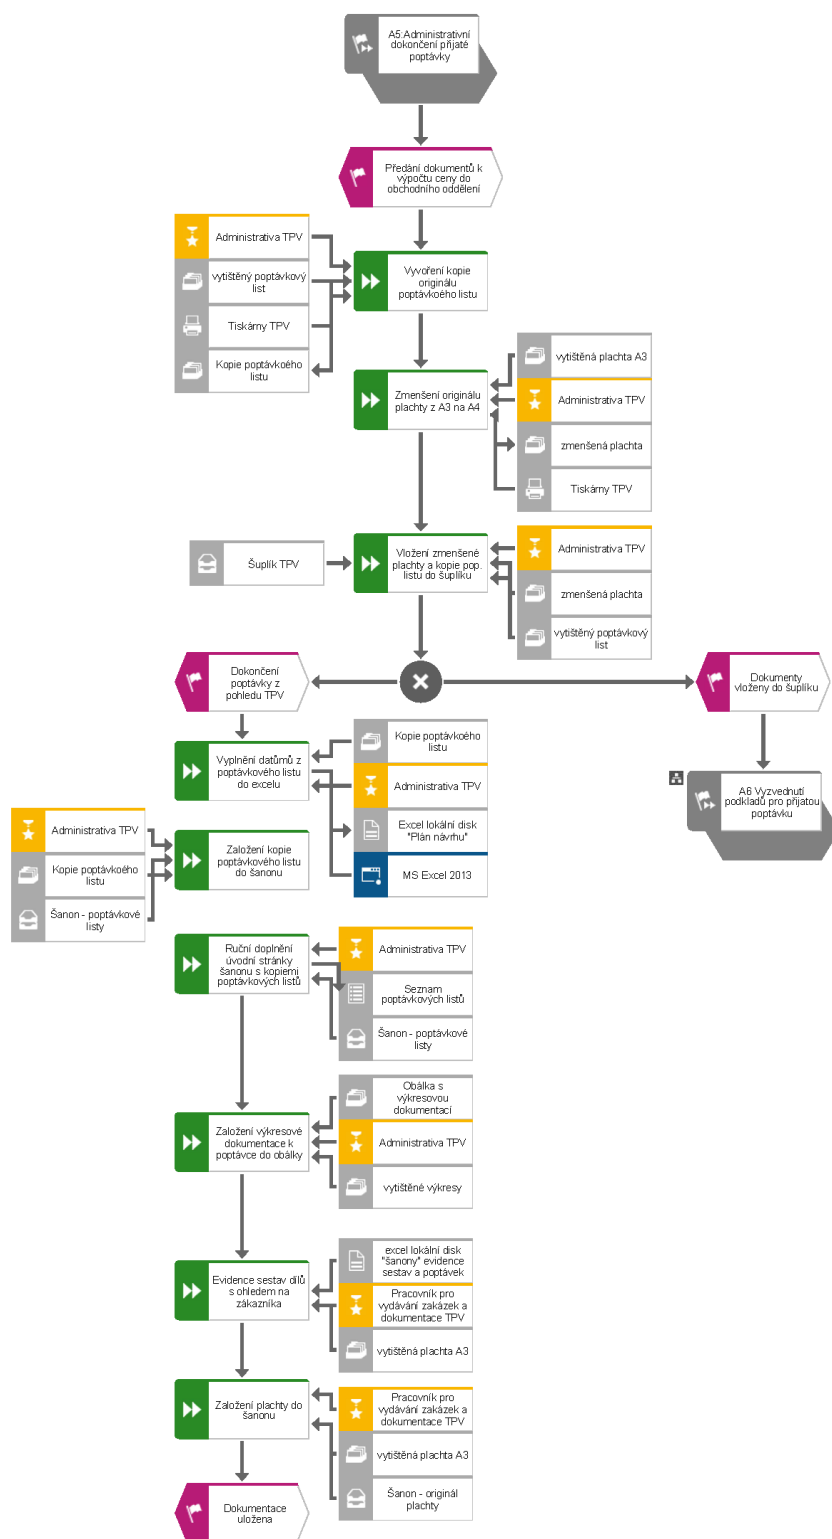 A5:Administrativní
dokončení přijaté
poptávky
Předání dokumentů k
výpočtu ceny do
obchodního oddělení
Administrativa TPV
vytištěný poptávkový
list
Tiskárny TPV
Kopie poptávkoého
listu
Vyvoření kopie
originálu
poptávkoého listu
Zmenšení originálu
plachty z A3 na A4
vytištěná plachta A3
Administrativa TPV
zmenšená plachta
Tiskárny TPV
Šuplík TPV
Vložení zmenšené
plachty a kopie pop.
listu do šuplíku
Administrativa TPV
zmenšená plachta
vytištěný poptávkový
list
Dokončení
poptávky z
pohledu TPV
Dokumenty
vloženy do šuplíku
Vyplnění datůmů z
poptávkového listu
do excelu
Kopie poptávkoého
listu
Administrativa TPV
Excel lokální disk
"Plán návrhu"
MS Excel 2013
A6 Vyzvednutí
podkladů pro přijatou
poptávku
Administrativa TPV
Kopie poptávkoého
listu
Šanon - poptávkové
listy
Založení kopie
poptávkového listu
do šanonu
Ruční doplnění
úvodní stránky
šanonu s kopiemi
poptávkových listů
Administrativa TPV
Seznam
poptávkových listů
Šanon - poptávkové
listy
Založení výkresové
dokumentace k
poptávce do obálky
Obálka s
výkresovou
dokumentací
Administrativa TPV
vytištěné výkresy
Evidence sestav dílů
s ohledem na
zákazníka
excel lokální disk
"šanony" evidence
sestav a poptávek
Pracovník pro
vydávání zakázek a
dokumentace TPV
vytištěná plachta A3
Založení plachty do
šanonu
Pracovník pro
vydávání zakázek a
dokumentace TPV
vytištěná plachta A3
Šanon - originál
plachty
Dokumentace
uložena